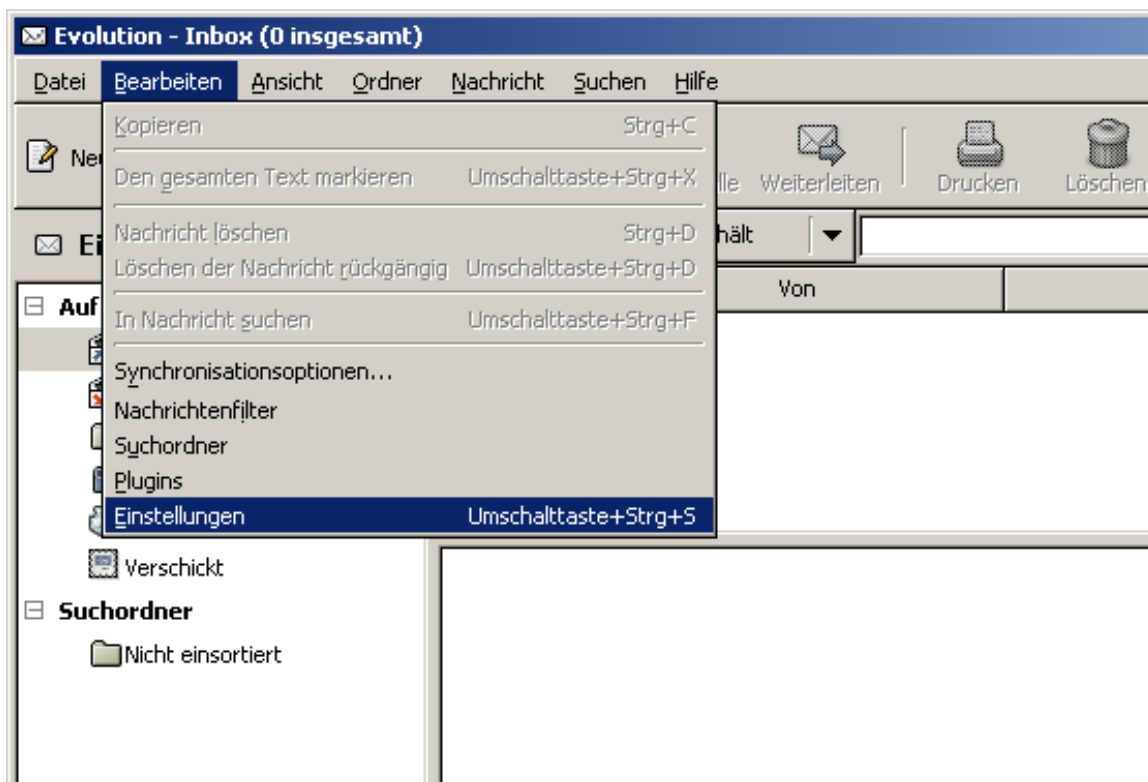 Evolution - Inbox (0 insgesamt)
Datei Bearbeiten Ansicht Ordner Nachricht Suchen Hilfe
Kopieren Strg+C
Den gesamten Text markieren Umschalttaste+Strg+X
Weiterleiten Drucken Löschen
Nachricht löschen Strg+D
Löschen der Nachricht rückgängig Umschalttaste+Strg+D
Von
In Nachricht suchen Umschalttaste+Strg+F
Synchronisationsoptionen...
Nachrichtenfilter
Suchordner
Plugins
Einstellungen Umschalttaste+Strg+S
Verschickt
Suchordner
Nicht einsortiert